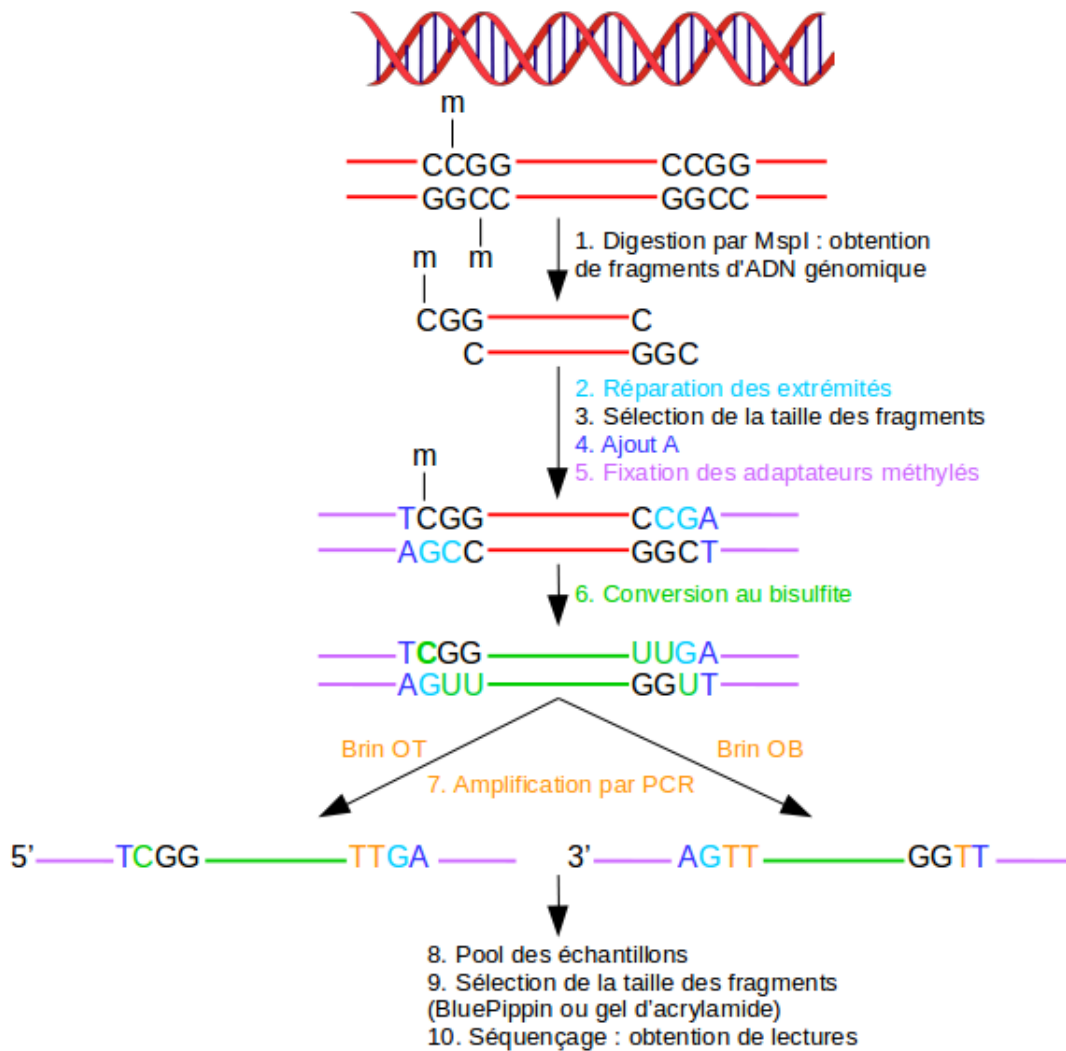 m
CCGG CCGG
GGCC GGCC
m m
1. Digestion par MspI : obtention
de fragments d'ADN génomique
CGG C
C GGC
2. Réparation des extrémités
3. Sélection de la taille des fragments
4. Ajout A
5. Fixation des adaptateurs méthylés
m
TCGG CCGA
AGCC GGCT
6. Conversion au bisulfite
TCGG UUGA
AGUU GGUT
Brin OT Brin OB
7. Amplification par PCR
5’ TCGG TTGA 3’ AGTT GGTT
8. Pool des échantillons
9. Sélection de la taille des fragments
(BluePippin ou gel d’acrylamide)
10. Séquençage : obtention de lectures